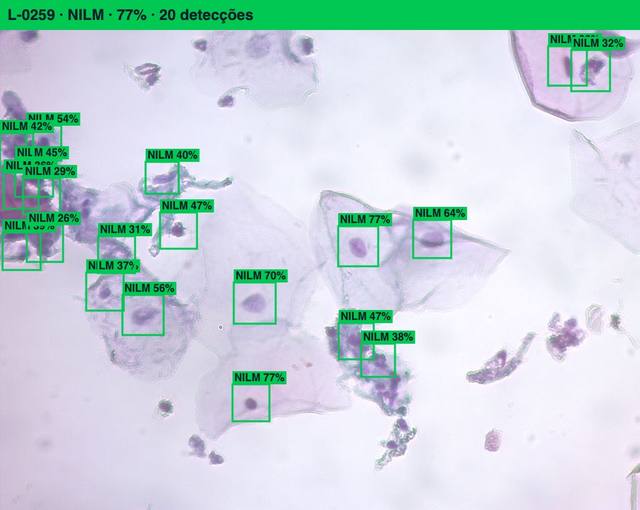 L-0259 · NILM · 77% · 20 detecções
NILM 32%
NILM 54%
NILM 42%
NILM 45%
NILM 29%
NILM 40%
NILM 47%
NILM 26%
NILM
NILM 31%
NILM 77%
NILM 64%
NILM 37%
NILM 56%
NILM 70%
NILM 47%
NILM 38%
NILM 77%